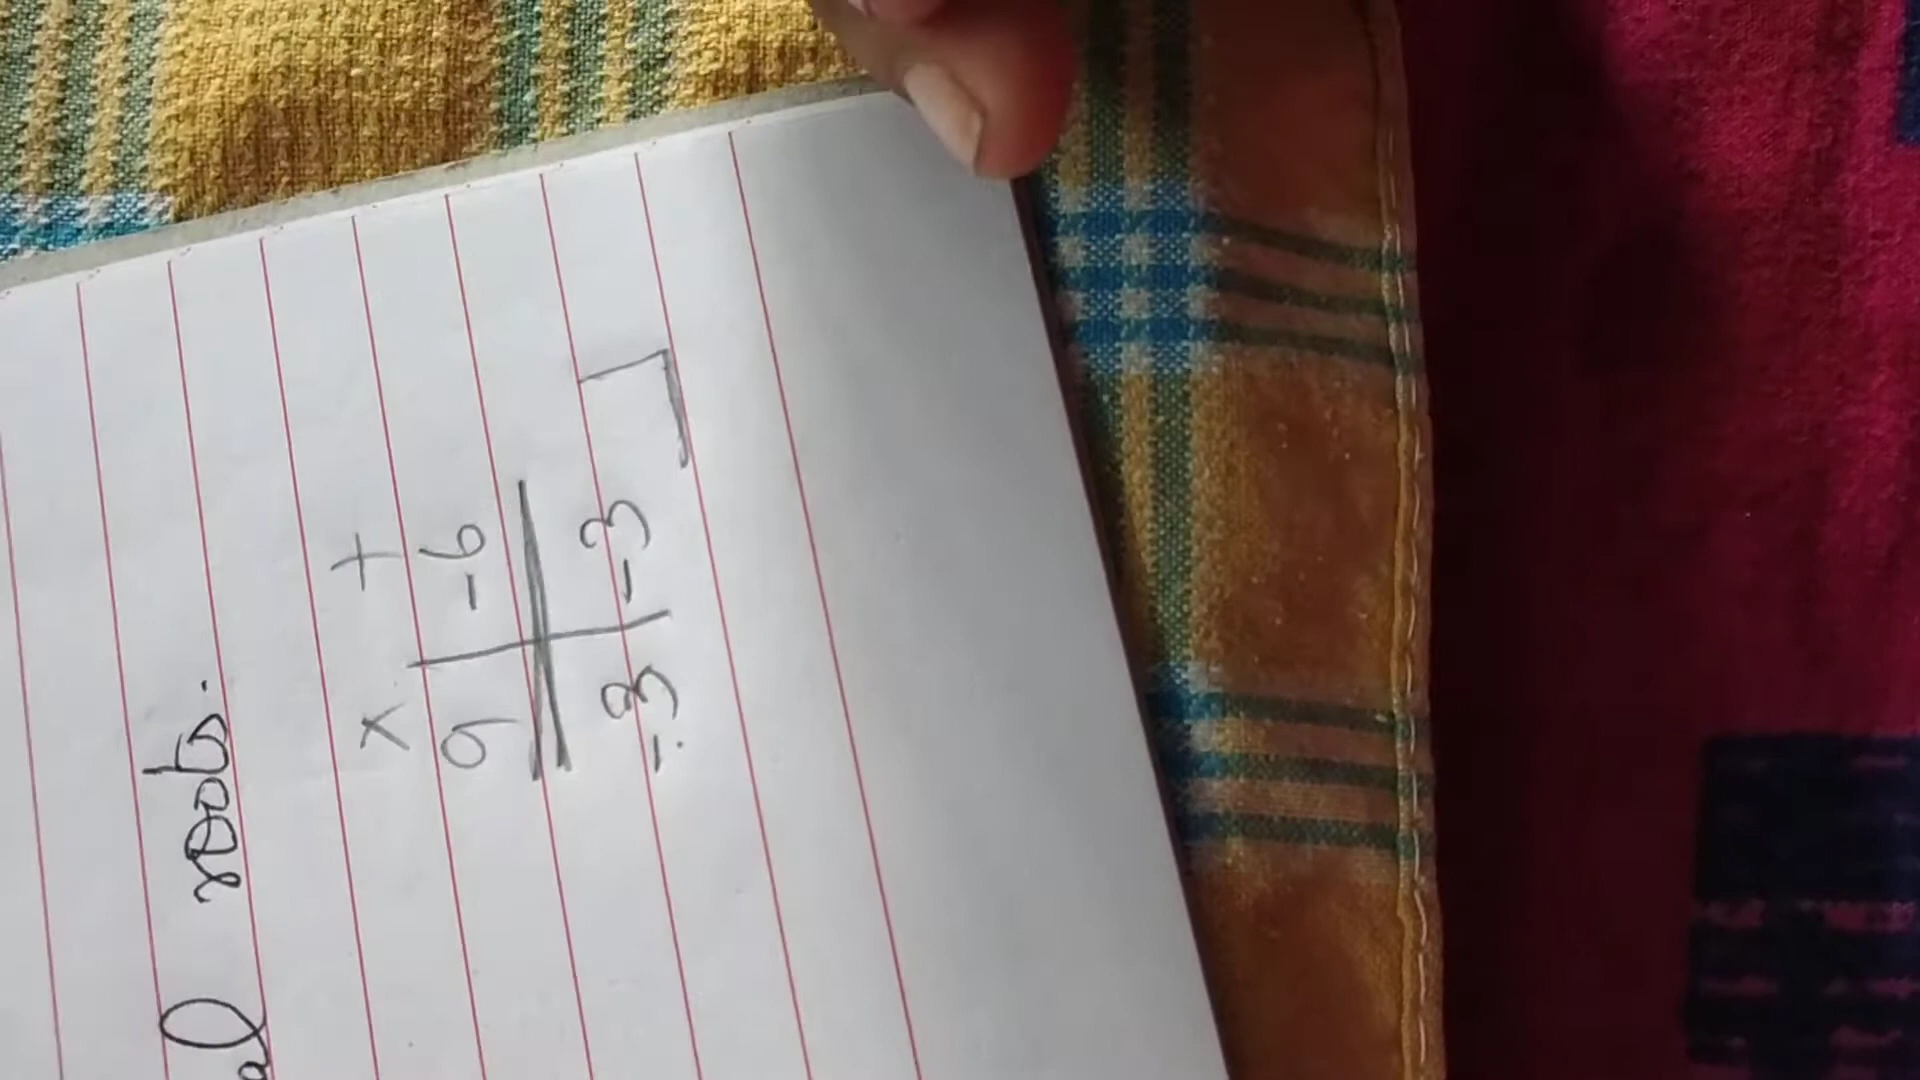 al roots.
× +
9 -6
-3 -3